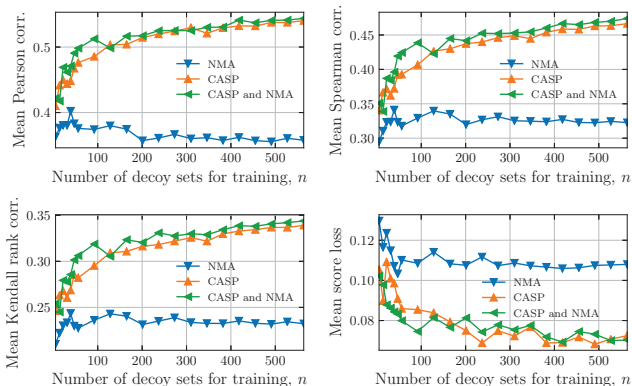 Mean Pearson corr.
0.5
0.4
NMA
CASP
CASP and NMA
100 200 300 400 500
Number of decoy sets for training, n
Mean Spearman corr.
0.45
0.40
0.35
0.30
NMA
CASP
CASP and NMA
100 200 300 400 500
Number of decoy sets for training, n
Mean Kendall rank corr.
0.35
0.30
0.25
NMA
CASP
CASP and NMA
100 200 300 400 500
Number of decoy sets for training, n
Mean score loss
0.12
0.10
0.08
NMA
CASP
CASP and NMA
100 200 300 400 500
Number of decoy sets for training, n